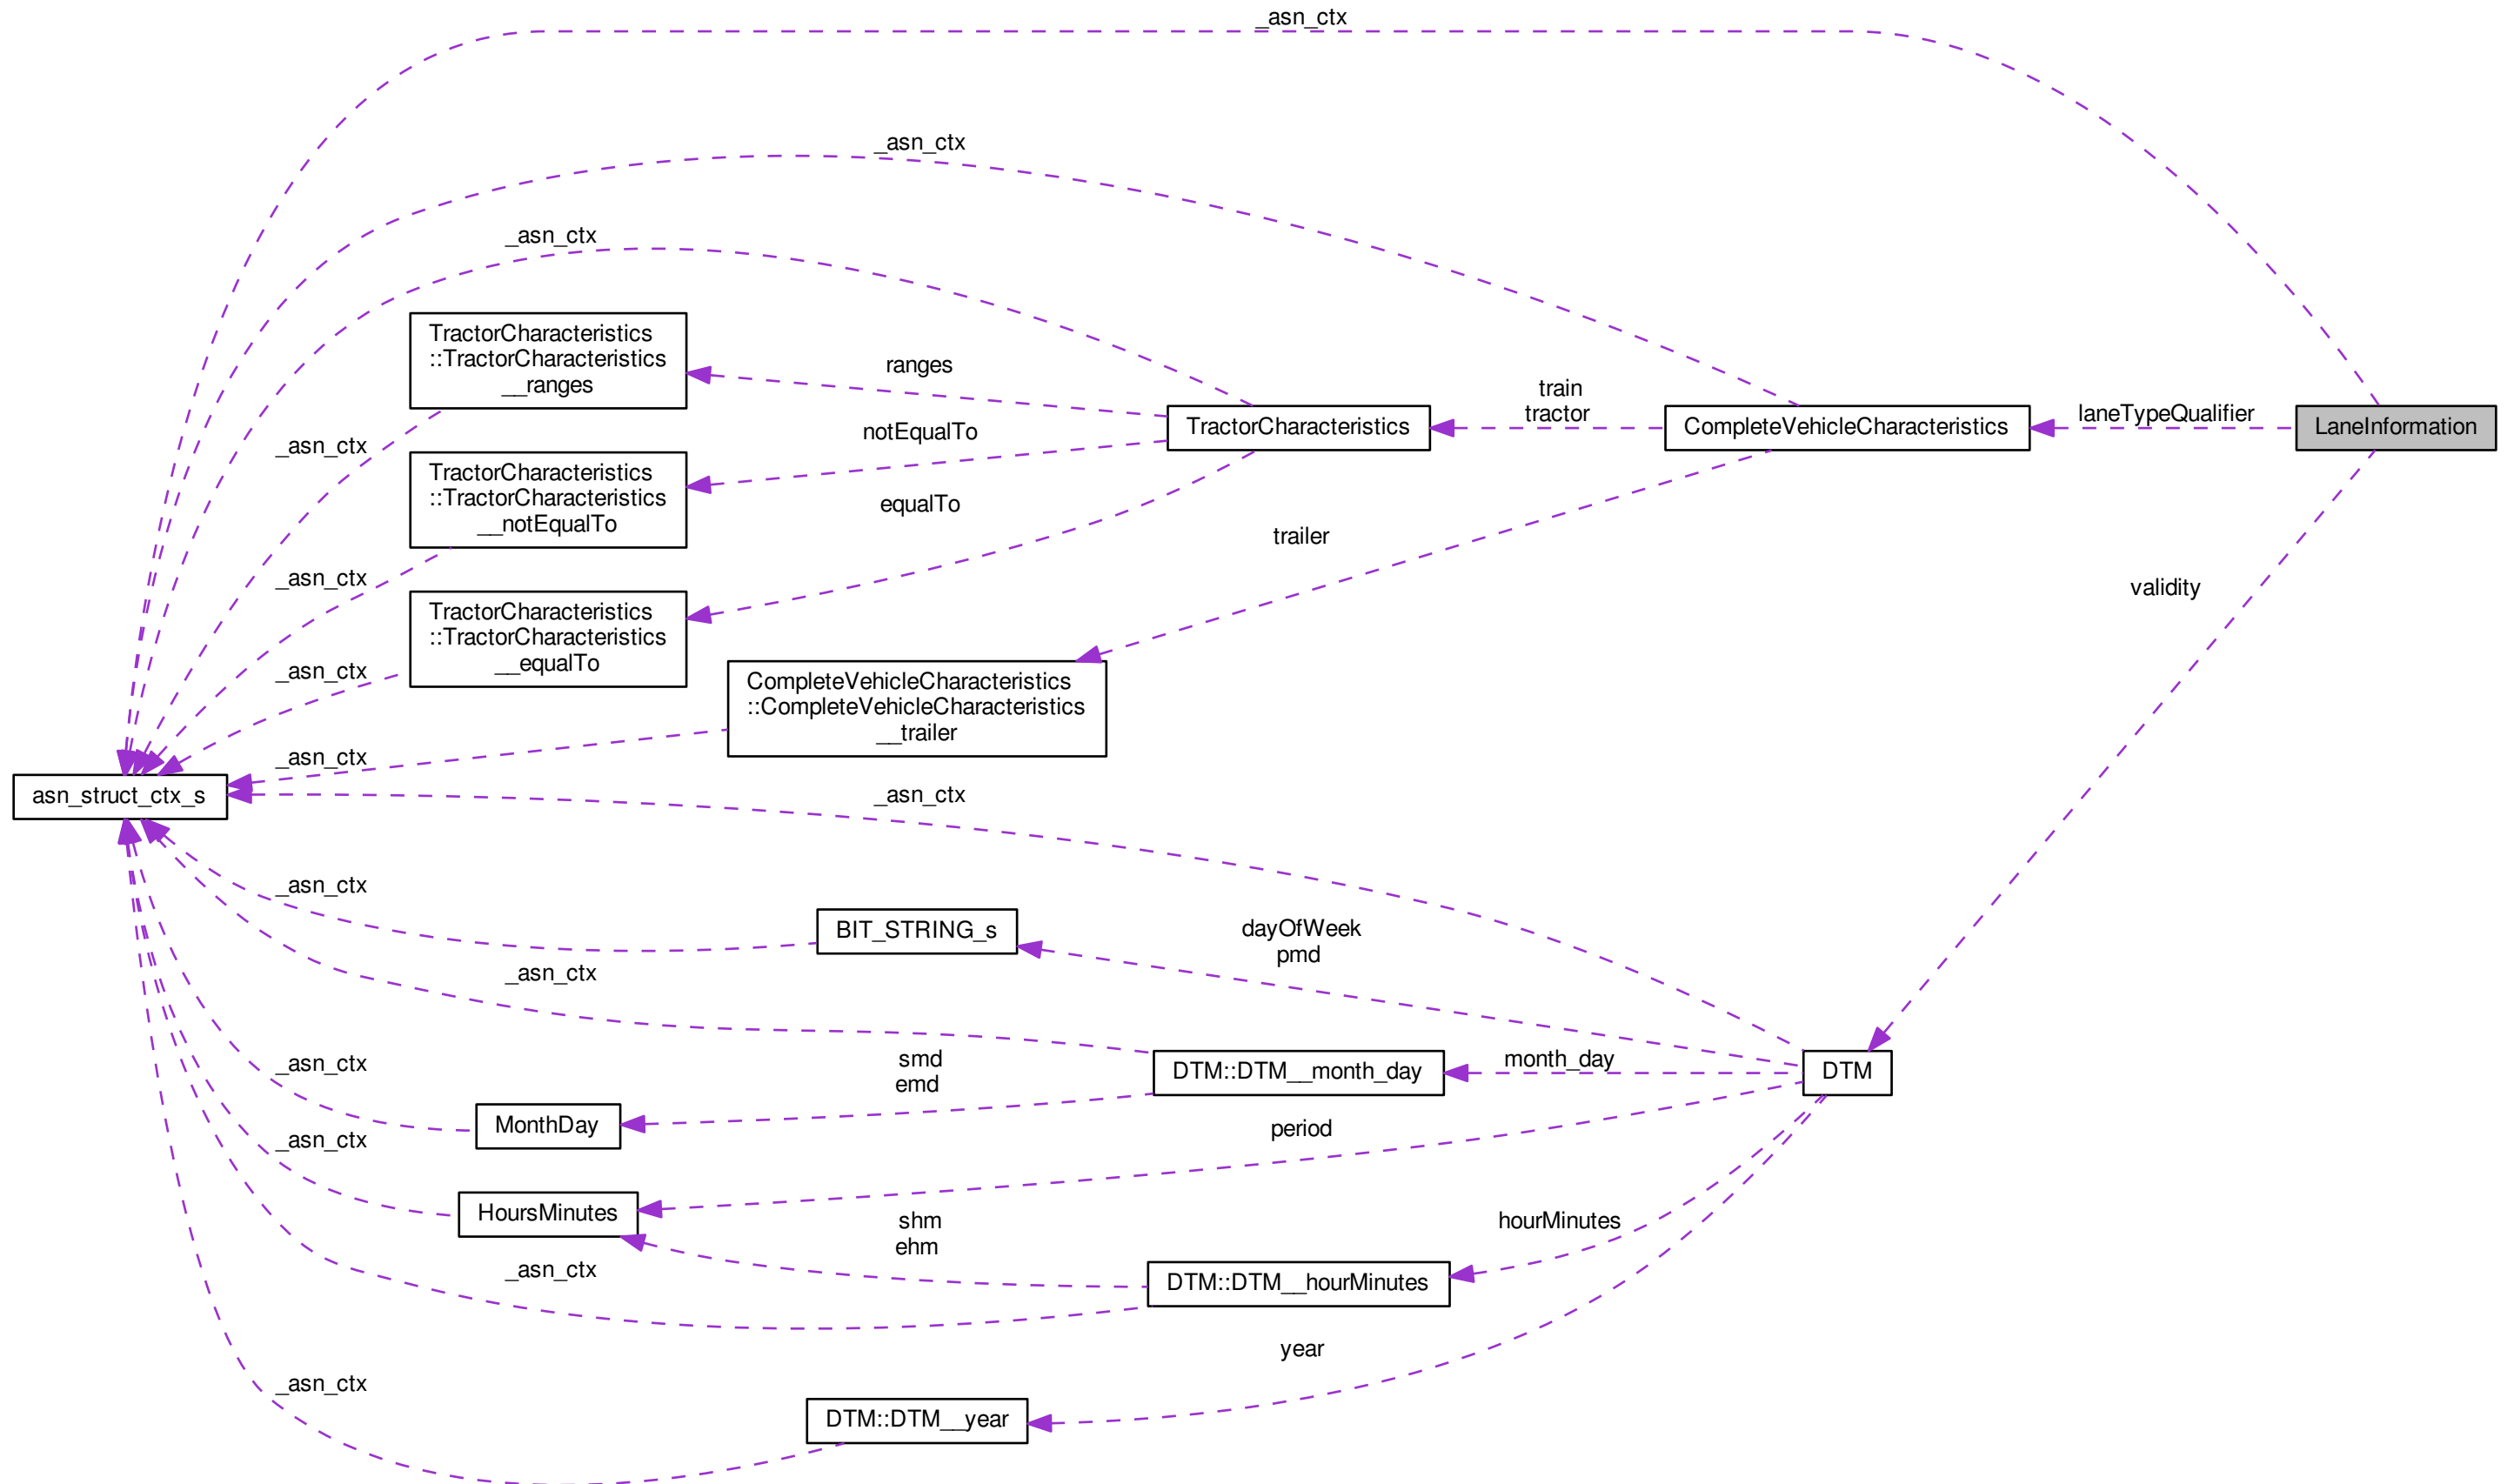 _asn_ctx
_asn_ctx
_asn_ctx
TractorCharacteristics
::TractorCharacteristics
__ranges
ranges
train
tractor
laneTypeQualifier
TractorCharacteristics
CompleteVehicleCharacteristics
LaneInformation
notEqualTo
_asn_ctx
TractorCharacteristics
::TractorCharacteristics
__notEqualTo
equalTo
trailer
_asn_ctx
validity
TractorCharacteristics
::TractorCharacteristics
__equalTo
_asn_ctx
CompleteVehicleCharacteristics
::CompleteVehicleCharacteristics
__trailer
_asn_ctx
asn_struct_ctx_s
_asn_ctx
_asn_ctx
BIT_STRING_s
dayOfWeek
pmd
_asn_ctx
smd
emd
DTM::DTM__month_day
month_day
DTM
_asn_ctx
MonthDay
period
_asn_ctx
HoursMinutes
shm
ehm
hourMinutes
_asn_ctx
DTM::DTM__hourMinutes
year
_asn_ctx
DTM::DTM__year